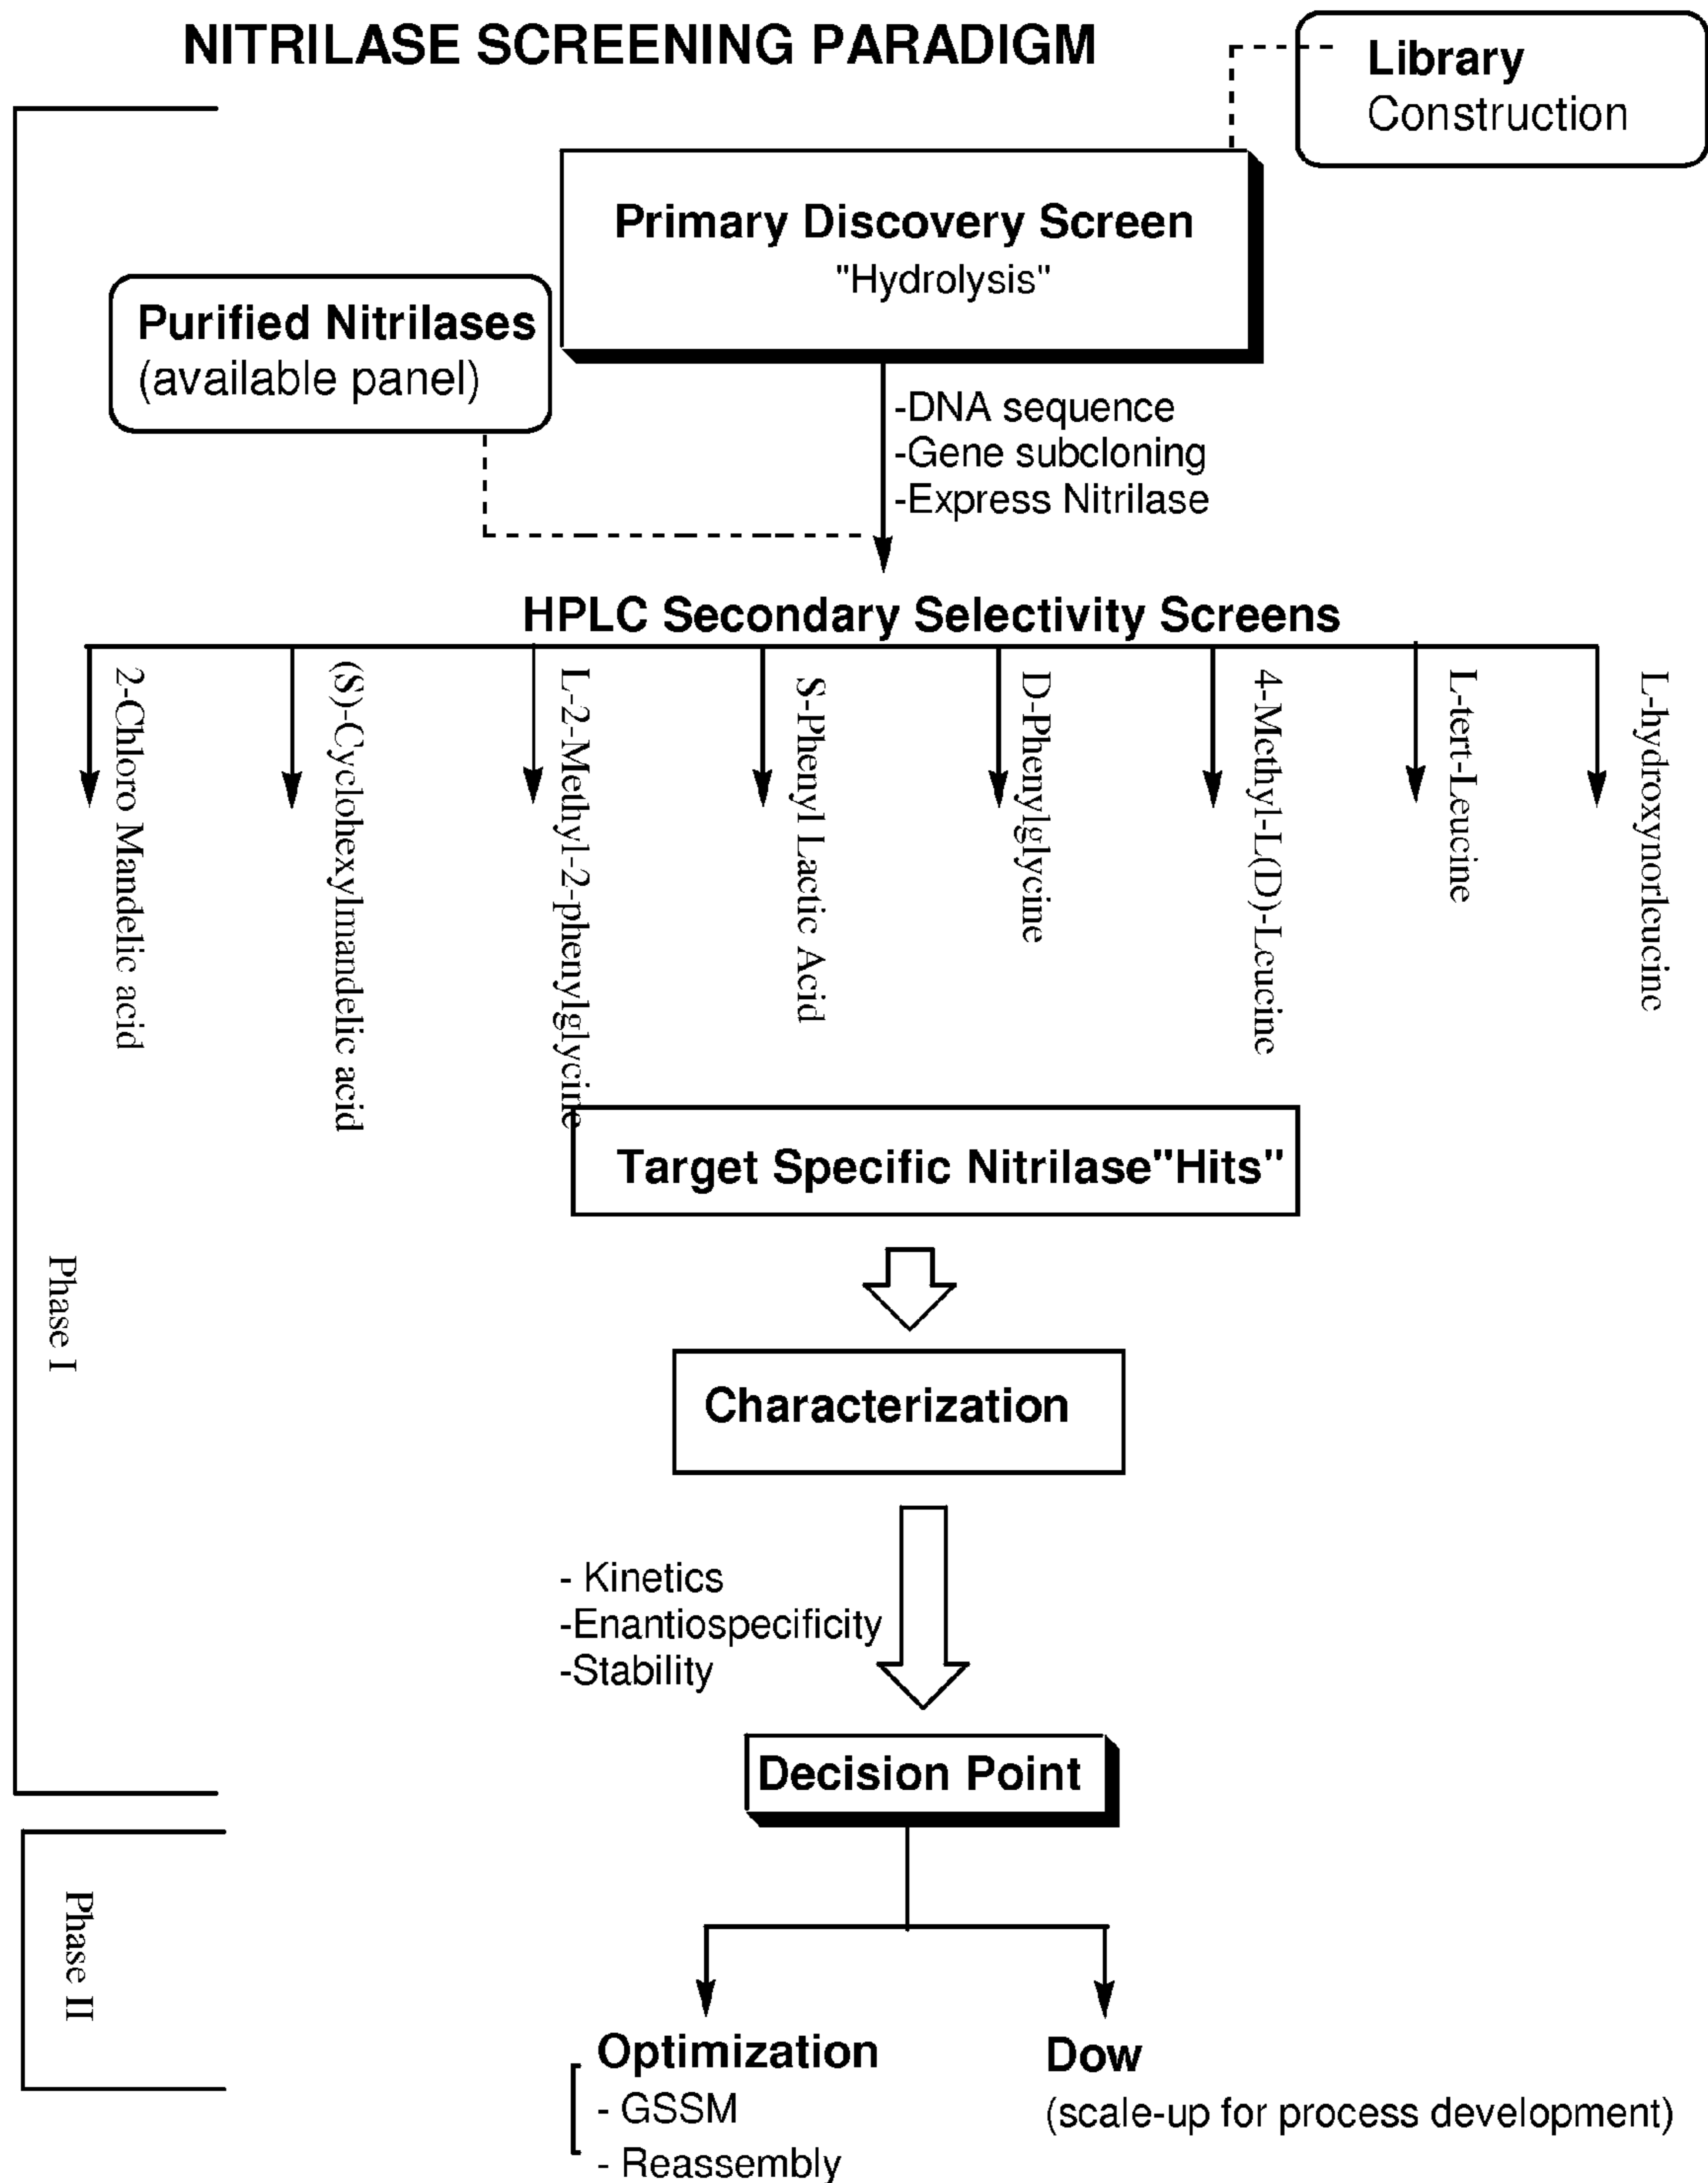 NITRILASE SCREENING PARADIGM
Library
Construction
Primary Discovery Screen
"Hydrolysis"
Purified Nitrilases
(available panel)
-DNA sequence
-Gene subcloning
-Express Nitrilase
HPLC Secondary Selectivity Screens
2-Chloro Mandelic acid
(S)-Cyclohexylmandelic acid
L-2-Methyl-2-phenylglycine
S-Phenyl Lactic Acid
D-Phenylglycine
4-Methyl-L(D)-Leucine
L-tert-Leucine
L-hydroxynorleucine
Target Specific Nitrilase"Hits"
Phase I
Characterization
- Kinetics
-Enantiospecificity
-Stability
Decision Point
Phase II
Optimization
- GSSM
- Reassembly
Dow
(scale-up for process development)